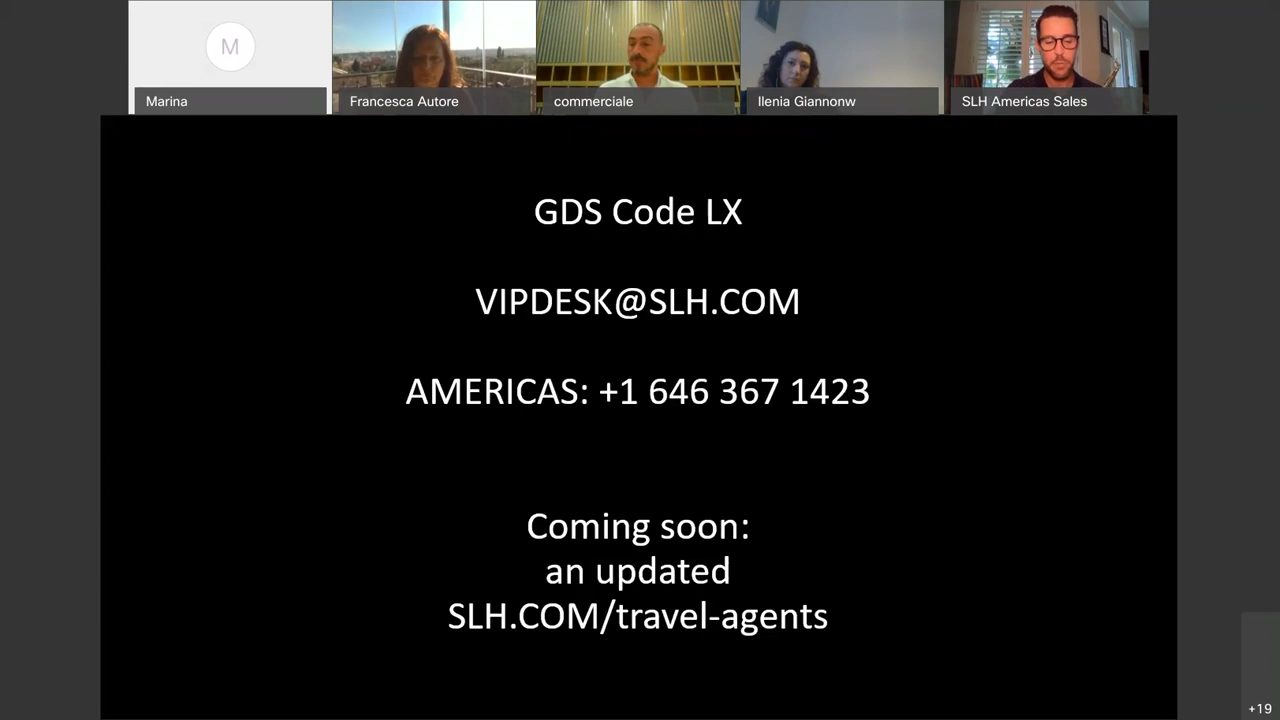 M
Marina
Francesca Autore
commerciale
Ilenia Giannonw
SLH Americas Sales
GDS Code LX
VIPDESK@SLH.COM
AMERICAS: +1 646 367 1423
Coming soon:
an updated
SLH.COM/travel-agents
+19